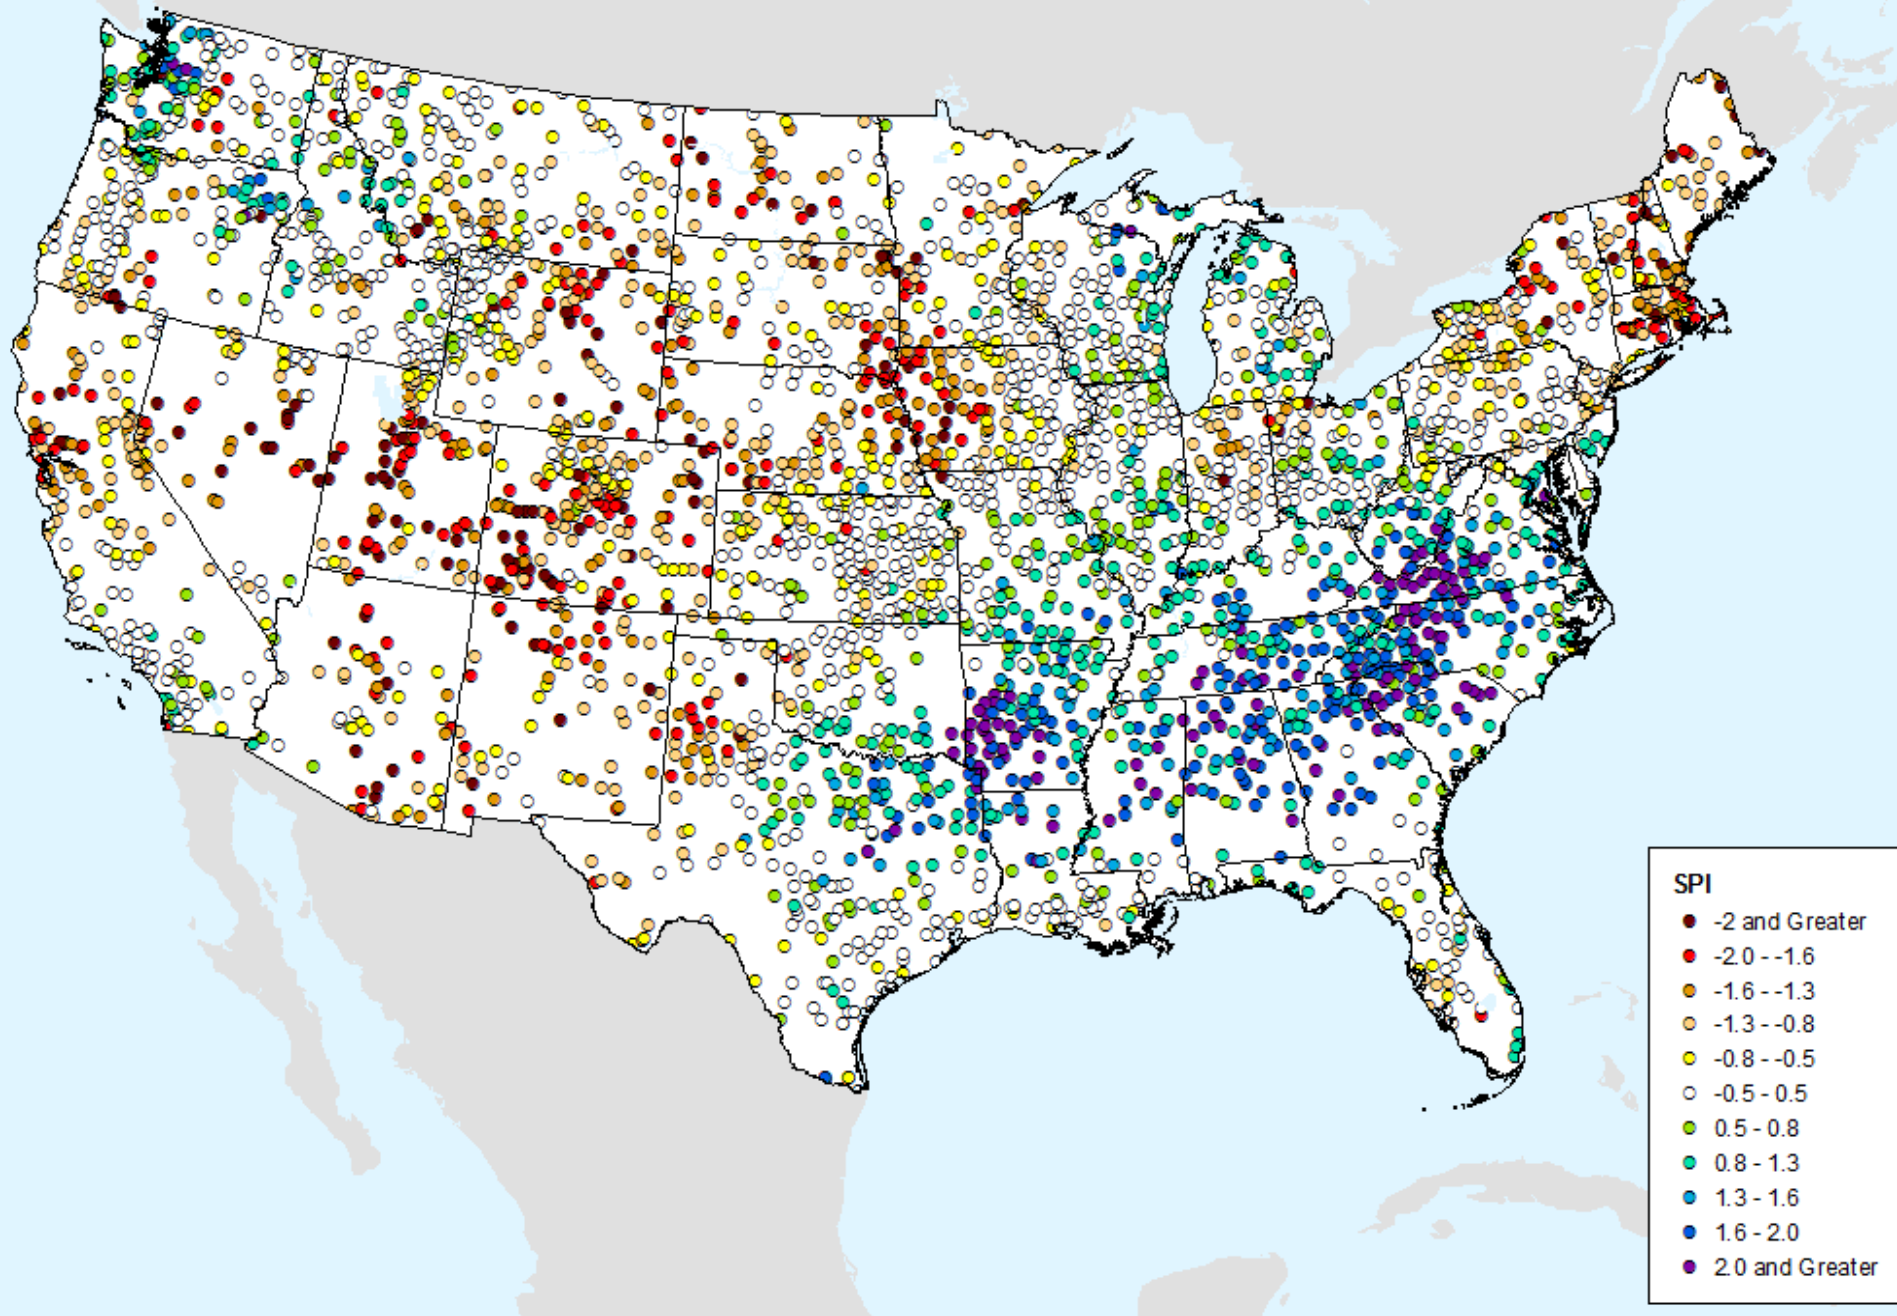 SPI
-2 and Greater
-2.0 - -1.6
-1.6 - -1.3
-1.3 - -0.8
-0.8 - -0.5
-0.5 - 0.5
0.5 - 0.8
0.8 - 1.3
1.3 - 1.6
1.6 - 2.0
2.0 and Greater